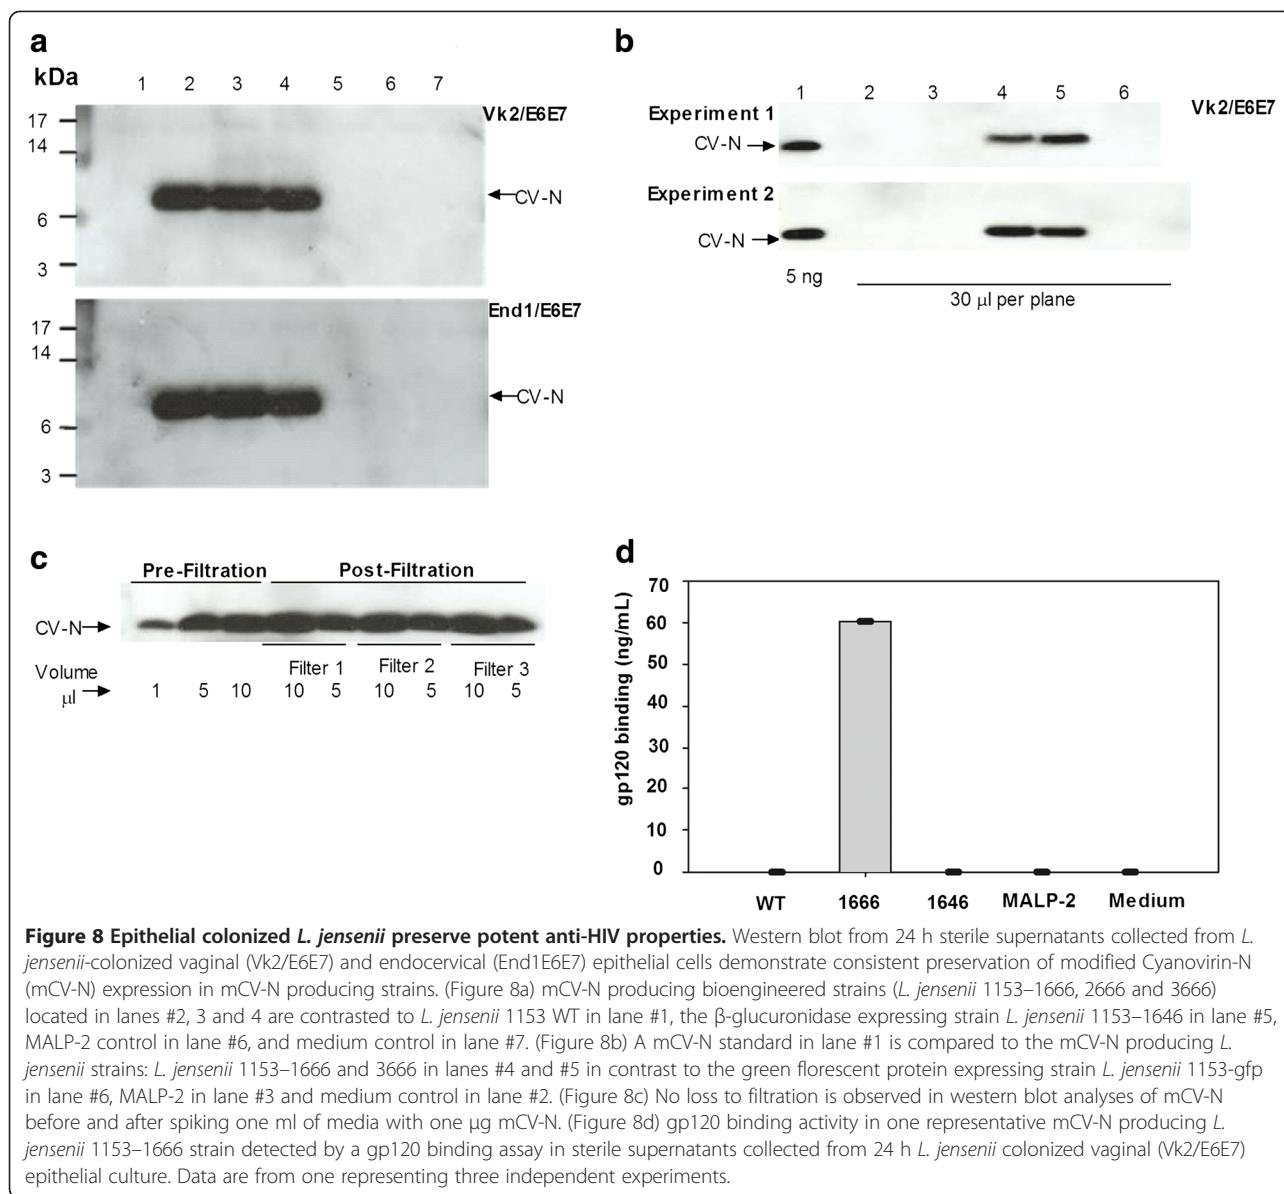 a
kDa 1 2 3 4 5 6 7
Vk2/E6E7
17
14
6
3
CV-N
End1/E6E7
17
14
6
3
CV-N
b
1 2 3 4 5 6
Vk2/E6E7
Experiment 1
CV-N
Experiment 2
CV-N
5 ng
30 µl per plane
c
Pre-Filtration Post-Filtration
CV-N
Filter 1 Filter 2 Filter 3
Volume
µl 1 5 10 10 5 10 5 10 5
d
gp120 binding (ng/mL)
70
60
50
40
30
20
10
0
WT 1666 1646 MALP-2 Medium
Figure 8 Epithelial colonized L. jensenii preserve potent anti-HIV properties. Western blot from 24 h sterile supernatants collected from L.
jensenii-colonized vaginal (Vk2/E6E7) and endocervical (End1E6E7) epithelial cells demonstrate consistent preservation of modified Cyanovirin-N
(mCV-N) expression in mCV-N producing strains. (Figure 8a) mCV-N producing bioengineered strains (L. jensenii 1153–1666, 2666 and 3666)
located in lanes #2, 3 and 4 are contrasted to L. jensenii 1153 WT in lane #1, the β-glucuronidase expressing strain L. jensenii 1153–1646 in lane #5,
MALP-2 control in lane #6, and medium control in lane #7. (Figure 8b) A mCV-N standard in lane #1 is compared to the mCV-N producing L.
jensenii strains: L. jensenii 1153–1666 and 3666 in lanes #4 and #5 in contrast to the green florescent protein expressing strain L. jensenii 1153-gfp
in lane #6, MALP-2 in lane #3 and medium control in lane #2. (Figure 8c) No loss to filtration is observed in western blot analyses of mCV-N
before and after spiking one ml of media with one µg mCV-N. (Figure 8d) gp120 binding activity in one representative mCV-N producing L.
jensenii 1153–1666 strain detected by a gp120 binding assay in sterile supernatants collected from 24 h L. jensenii colonized vaginal (Vk2/E6E7)
epithelial culture. Data are from one representing three independent experiments.